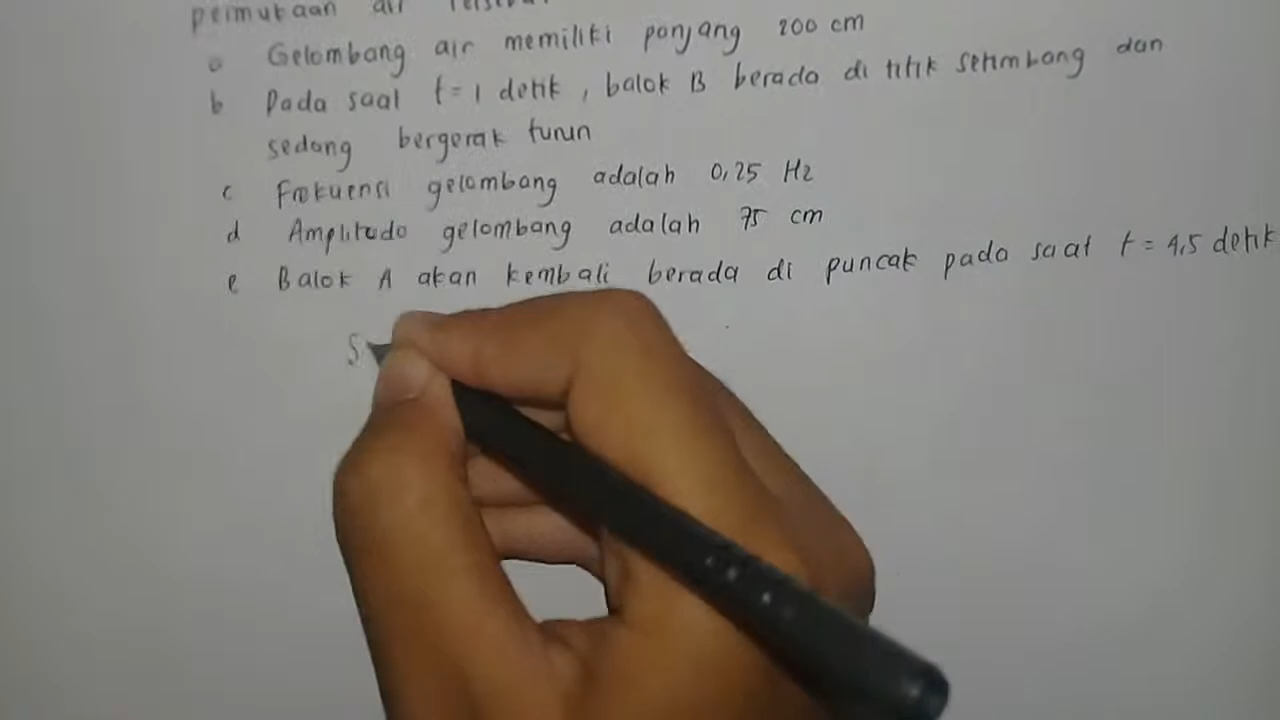 permukaan air
a Gelombang air memiliki panjang 200 cm
b Pada saat t = 1 detik, balok B berada di titik setimbang dan
sedang bergerak turun
c Frekuensi gelombang adalah 0,25 Hz
d Amplitudo gelombang adalah 75 cm
e Balok A akan kembali berada di puncak pada saat t = 4,5 detik
S